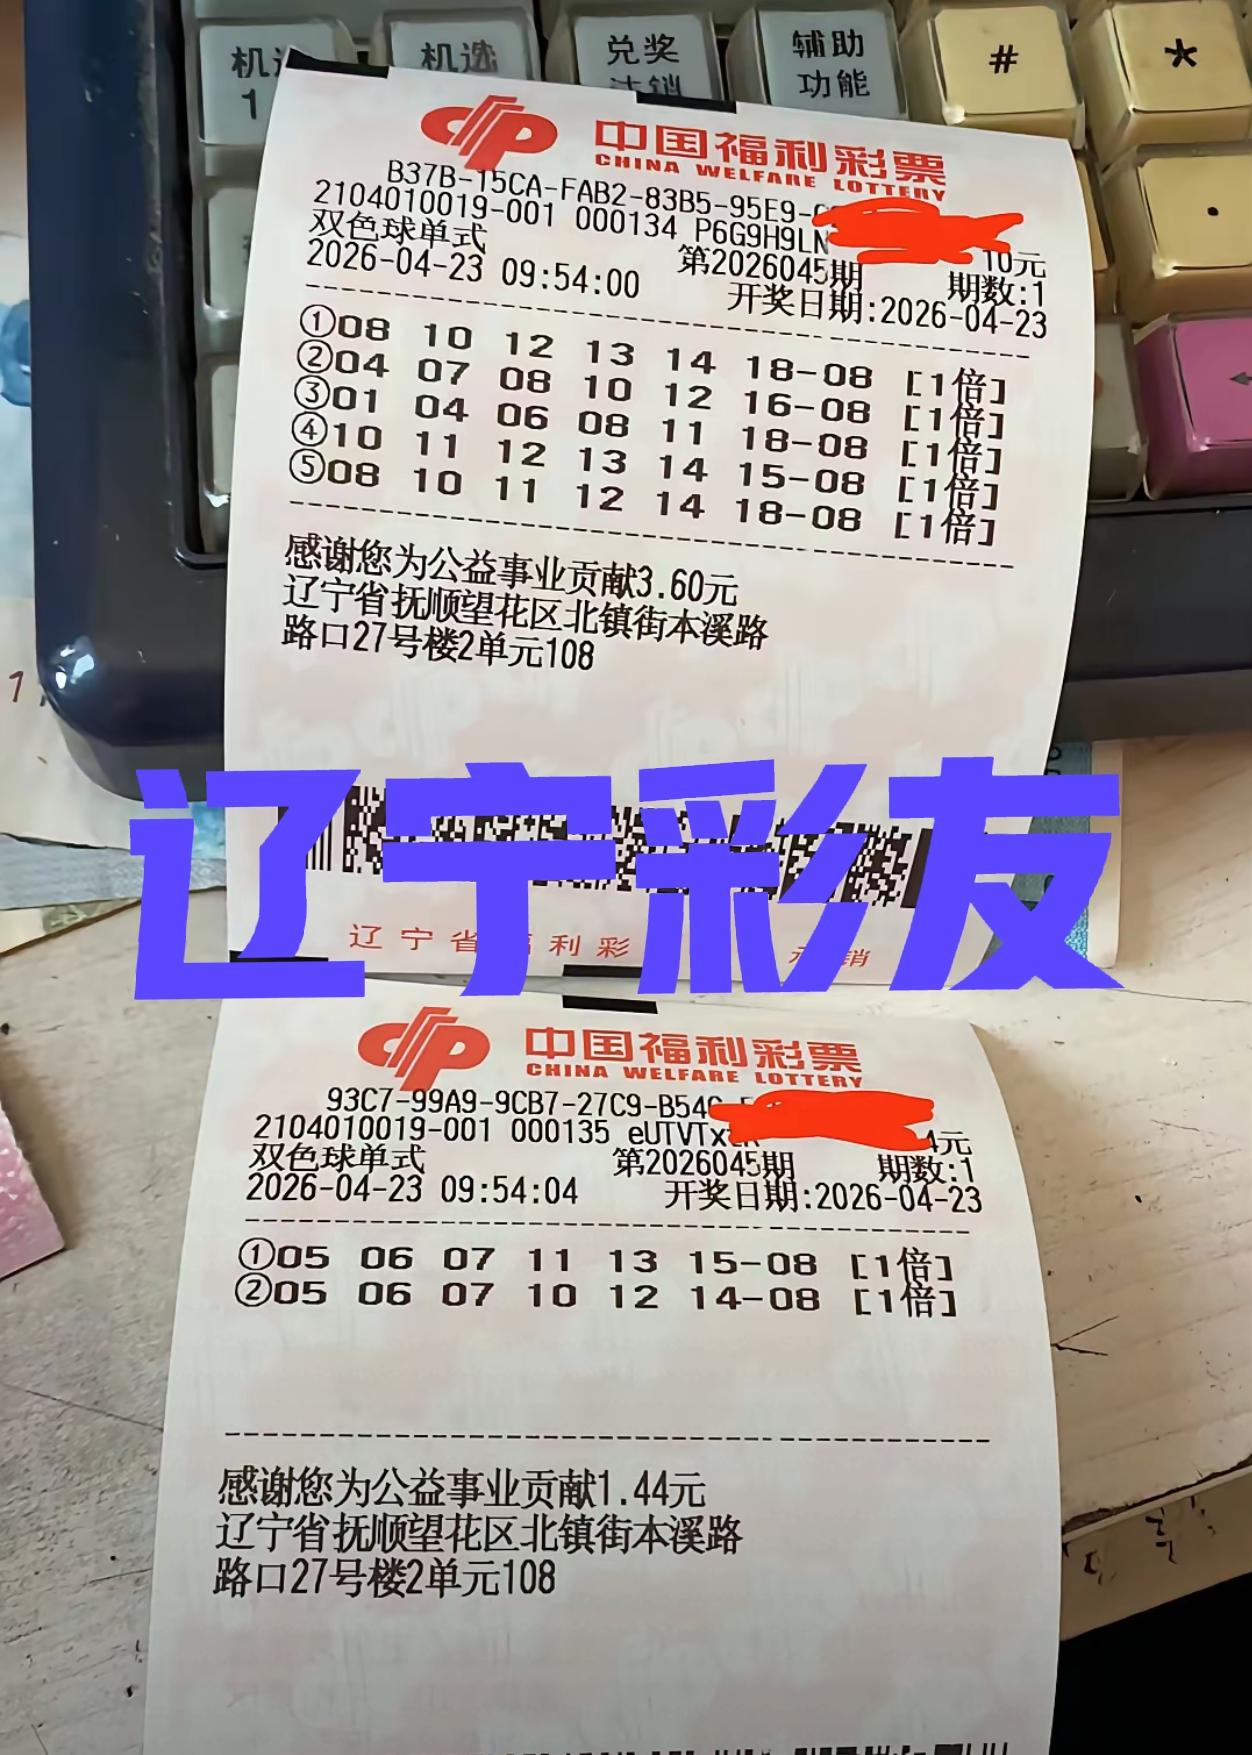 机选
1
机选
兑奖
注销
辅助
功能
#
*
中国福利彩票
CHINA WELFARE LOTTERY
B37B-15CA-FAB2-83B5-95E9-
2104010019-001 000134 P6G9H9LN
双色球单式
第2026045期
10元
2026-04-23 09:54:00
期数:1
开奖日期:2026-04-23
①08 10 12 13 14 18-08 [1倍]
②04 07 08 10 12 16-08 [1倍]
③01 04 06 08 11 18-08 [1倍]
④10 11 12 13 14 15-08 [1倍]
⑤08 10 11 12 14 18-08 [1倍]
感谢您为公益事业贡献3.60元
辽宁省抚顺望花区北镇街本溪路
路口27号楼2单元108
辽宁彩友
辽宁省福利彩 销
中国福利彩票
CHINA WELFARE LOTTERY
93C7-99A9-9CB7-27C9-B54
2104010019-001 000135 eUTVTx
4元
双色球单式
第2026045期
期数:1
2026-04-23 09:54:04
开奖日期:2026-04-23
①05 06 07 11 13 15-08 [1倍]
②05 06 07 10 12 14-08 [1倍]
感谢您为公益事业贡献1.44元
辽宁省抚顺望花区北镇街本溪路
路口27号楼2单元108